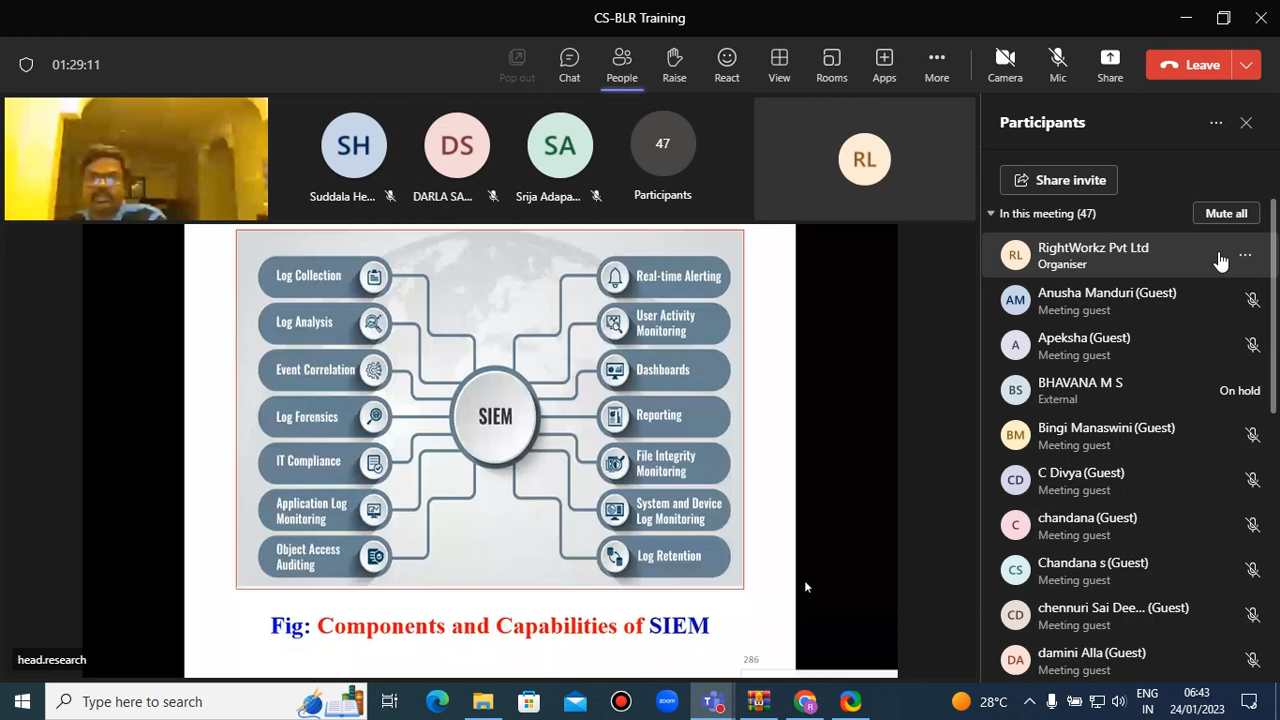 CS-BLR Training
01:29:11
Pop out
Chat
People
Raise
React
View
Rooms
Apps
More
Camera
Mic
Share
Leave
SH
Suddala He...
DS
DARLA SA...
SA
Srija Adapa...
47
Participants
RL
Participants
Share invite
In this meeting (47)
Mute all
RL
RightWorkz Pvt Ltd
Organiser
AM
Anusha Manduri (Guest)
Meeting guest
A
Apeksha (Guest)
Meeting guest
BS
BHAVANA M S
External
On hold
BM
Bingi Manaswini (Guest)
Meeting guest
CD
C Divya (Guest)
Meeting guest
C
chandana (Guest)
Meeting guest
CS
Chandana s (Guest)
Meeting guest
CD
chennuri Sai Dee... (Guest)
Meeting guest
DA
damini Alla (Guest)
Meeting guest
Log Collection
Log Analysis
Event Correlation
Log Forensics
IT Compliance
Application Log
Monitoring
Object Access
Auditing
SIEM
Real-time Alerting
User Activity
Monitoring
Dashboards
Reporting
File Integrity
Monitoring
System and Device
Log Monitoring
Log Retention
Fig: Components and Capabilities of SIEM
286
head.research
Type here to search
zoom
28°C
ENG
IN
06:43
24/01/2023